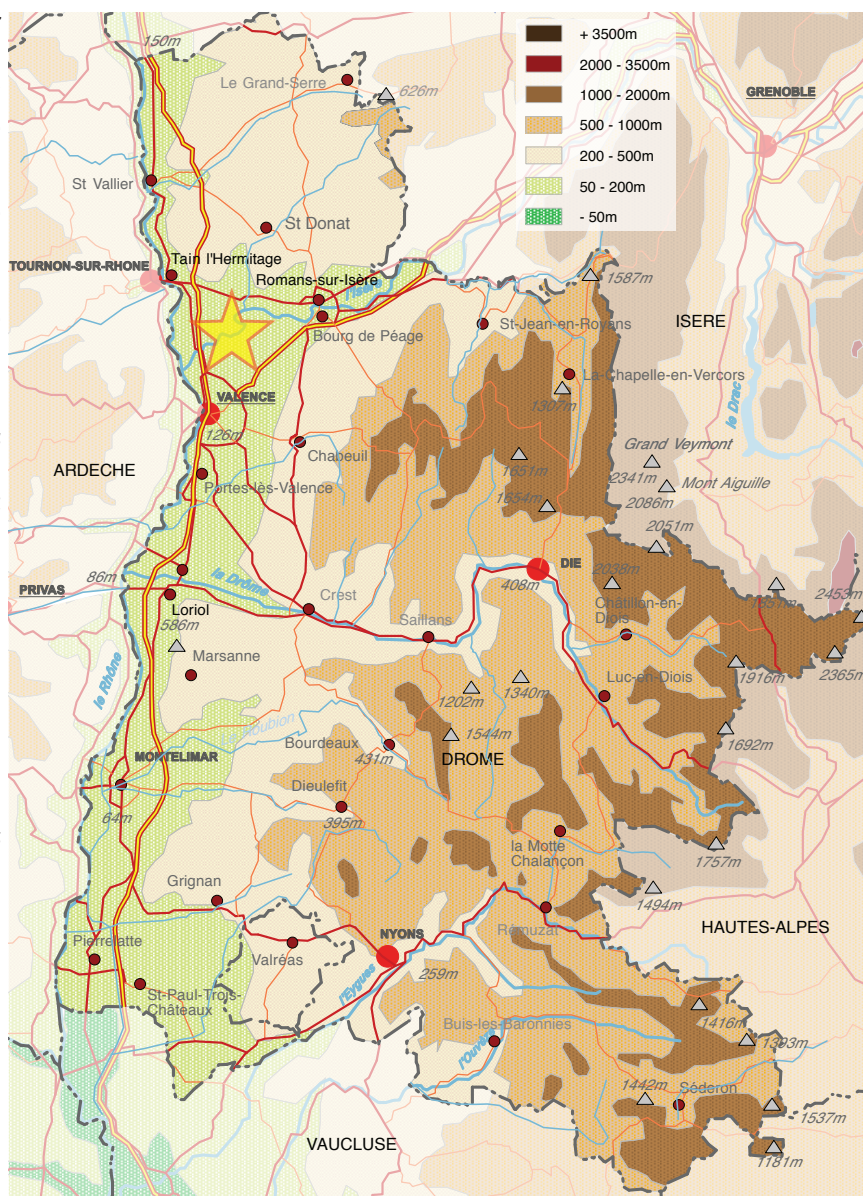 150m
+ 3500m
2000 - 3500m
1000 - 2000m
500 - 1000m
200 - 500m
50 - 200m
- 50m
Le Grand-Serre
626m
GRENOBLE
St Vallier
St Donat
TOURNON-SUR-RHONE
Tain l'Hermitage
Romans-sur-Isère
l'Isère
1587m
Bourg de Péage
St-Jean-en-Royans
ISERE
La-Chapelle-en-Vercors
1307m
le Drac
VALENCE
126m
Chabeuil
Grand Veymont
1651m
2341m
ARDECHE
Portes-lès-Valence
Mont Aiguille
1654m
2086m
2051m
86m
la Drôme
DIE
408m
2038m
PRIVAS
Loriol
586m
Crest
Châtillon-en-
Diois
2453m
Saillans
Marsanne
Luc-en-Diois
1916m
2365m
le Rhône
1202m
1340m
Bourdeaux
431m
1544m
1692m
MONTELIMAR
DROME
64m
Dieulefit
395m
la Motte
Chalançon
1757m
Grignan
1494m
HAUTES-ALPES
NYONS
Rémuzat
Pierrelatte
Valréas
259m
l'Eygues
St-Paul-Trois-
Châteaux
1416m
Buis-les-Baronnies
1393m
1442m
Séderon
1537m
VAUCLUSE
1181m